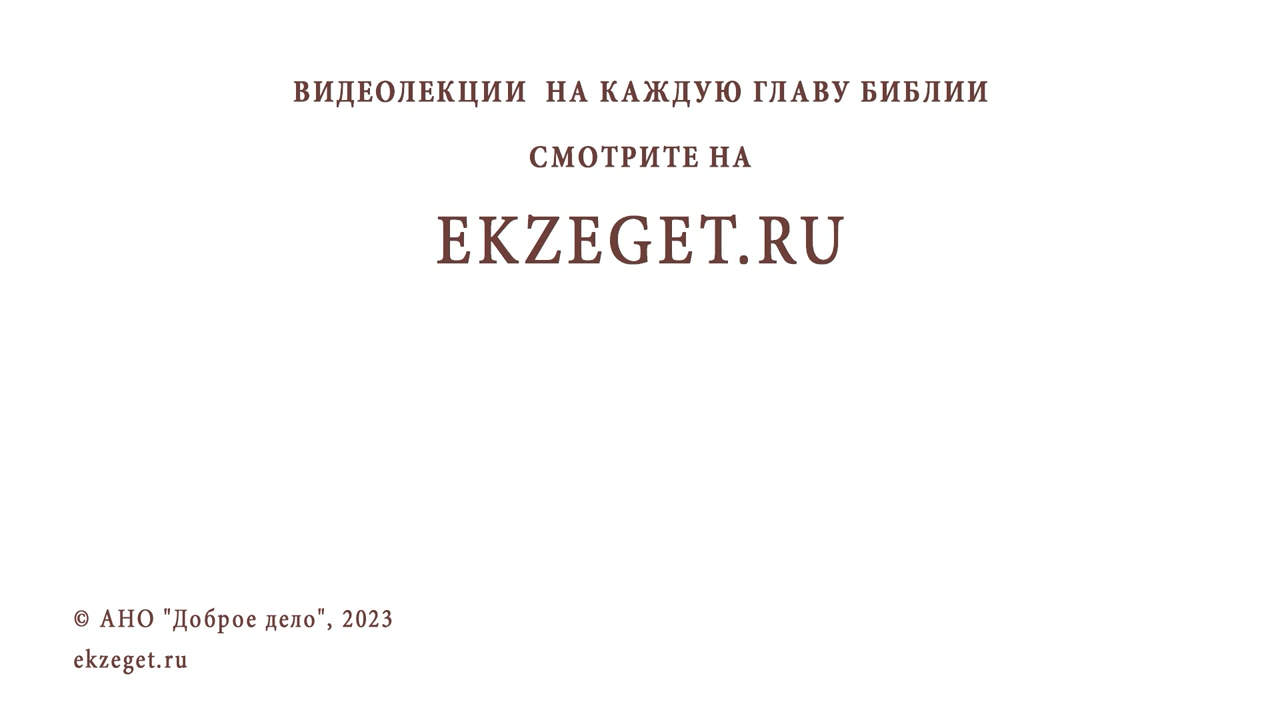 ВИДЕОЛЕКЦИИ НА КАЖДУЮ ГЛАВУ БИБЛИИ
СМОТРИТЕ НА
EKZEGET.RU
© АНО "Доброе дело", 2023
ekzeget.ru